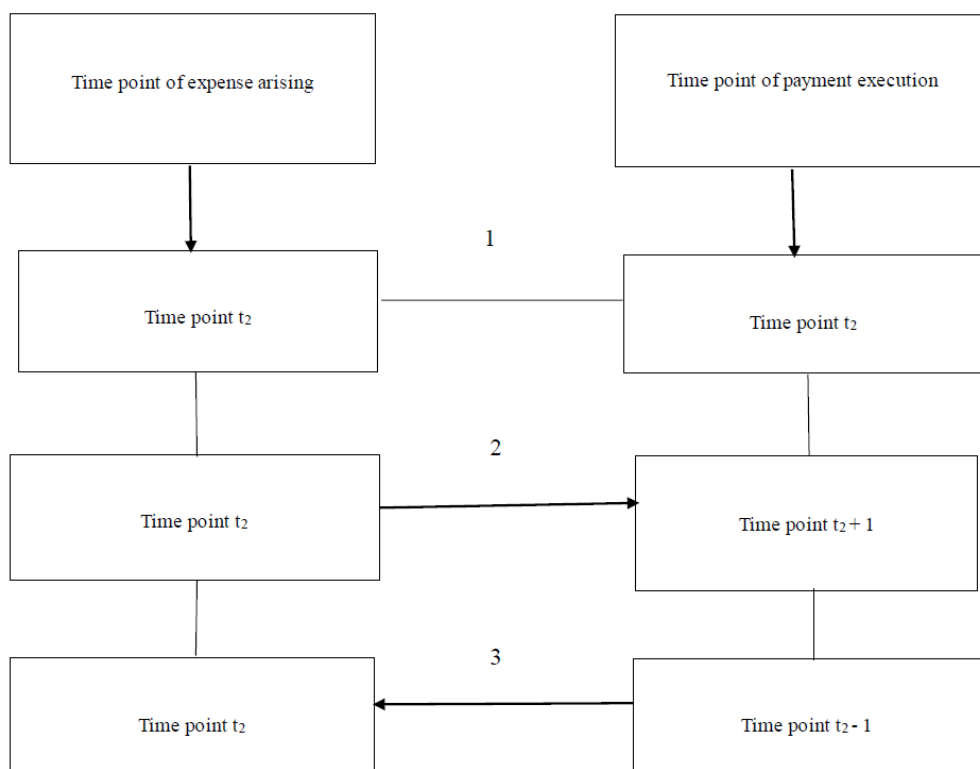 Time point of expense arising
Time point of payment execution
1
Time point t₂
Time point t₂
2
Time point t₂
Time point t₂ + 1
3
Time point t₂
Time point t₂ - 1